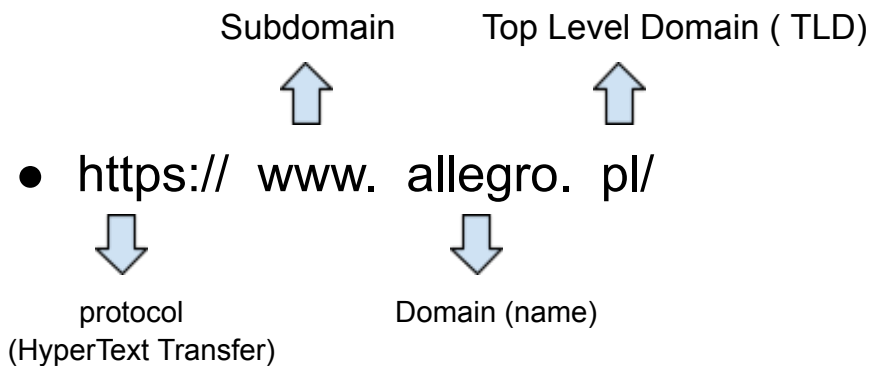 Subdomain Top Level Domain ( TLD)
● https:// www. allegro. pl/
protocol Domain (name)
(HyperText Transfer)